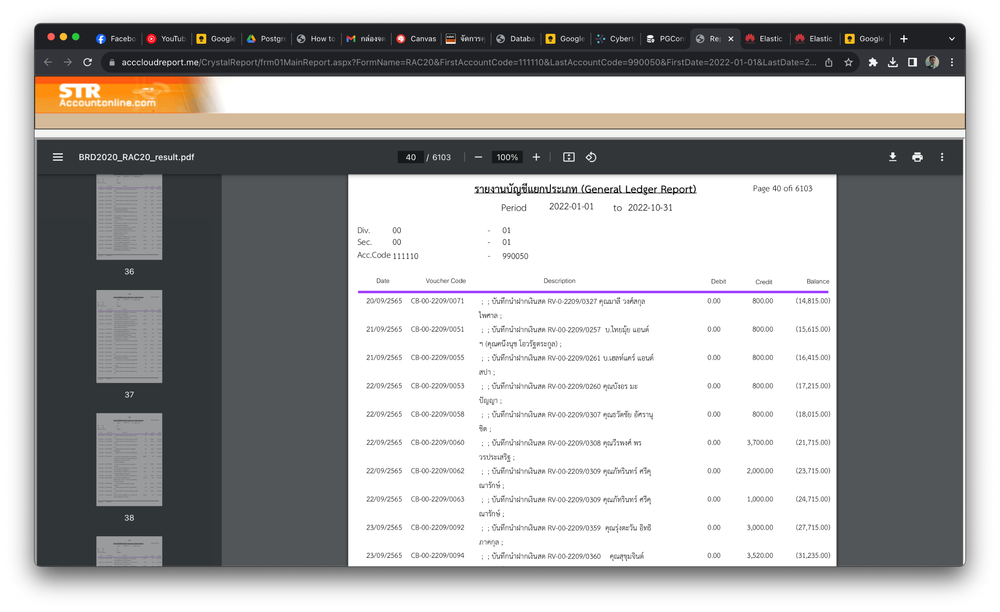 Facebo
YouTub
Google
Postgre
How to
กล่องจด
Canvas
AIMC
จัดการคุ
Databa
Google
Cyberte
PGConf
Rep
Elastic
Elastic
Google
acccloudreport.me/CrystalReport/frm01MainReport.aspx?FormName=RAC20&FirstAccountCode=111110&LastAccountCode=990050&FirstDate=2022-01-01&LastDate=2...
STR
Accountonline.com
BRD2020_RAC20_result.pdf
40 / 6103
100%
36
37
38
รายงานบัญชีแยกประเภท (General Ledger Report)
Page 40 ofi 6103
Period 2022-01-01 to 2022-10-31
Div. 00 - 01
Sec. 00 - 01
Acc.Code 111110 - 990050
Date Voucher Code Description Debit Credit Balance
20/09/2565 CB-00-2209/0071 ; ; บันทึกนำฝากเงินสด RV-0-2209/0327 คุณมาลี วงศ์สกุล 0.00 800.00 (14,815.00)
ไพศาล ;
21/09/2565 CB-00-2209/0051 ; ; บันทึกนำฝากเงินสด RV-00-2209/0257 บ.ไทยมุ้ย แอนด์ 0.00 800.00 (15,615.00)
ฯ (คุณคนึงนุช โอวรัฐตระกูล) ;
21/09/2565 CB-00-2209/0055 ; ; บันทึกนำฝากเงินสด RV-00-2209/0261 บ.เฮลท์แคร์ แอนด์ 0.00 800.00 (16,415.00)
สปา ;
22/09/2565 CB-00-2209/0053 ; ; บันทึกนำฝากเงินสด RV-00-2209/0260 คุณบังอร มะ 0.00 800.00 (17,215.00)
ปัญญา ;
22/09/2565 CB-00-2209/0058 ; ; บันทึกนำฝากเงินสด RV-00-2209/0307 คุณธวัตชัย อัศรานุ 0.00 800.00 (18,015.00)
ชิต ;
22/09/2565 CB-00-2209/0060 ; ; บันทึกนำฝากเงินสด RV-00-2209/0308 คุณวีรพงศ์ พร 0.00 3,700.00 (21,715.00)
วรประเสริฐ ;
22/09/2565 CB-00-2209/0062 ; ; บันทึกนำฝากเงินสด RV-00-2209/0309 คุณภัทรินทร์ ศรีคุ 0.00 2,000.00 (23,715.00)
ณารักษ์ ;
22/09/2565 CB-00-2209/0063 ; ; บันทึกนำฝากเงินสด RV-00-2209/0309 คุณภัทรินทร์ ศรีคุ 0.00 1,000.00 (24,715.00)
ณารักษ์ ;
23/09/2565 CB-00-2209/0092 ; ; บันทึกนำฝากเงินสด RV-00-2209/0359 คุณรุ่งตะวัน อิทธิ 0.00 3,000.00 (27,715.00)
ภาคกุล ;
23/09/2565 CB-00-2209/0094 ; ; บันทึกนำฝากเงินสด RV-00-2209/0360 คุณสุขุมจินต์ 0.00 3,520.00 (31,235.00)